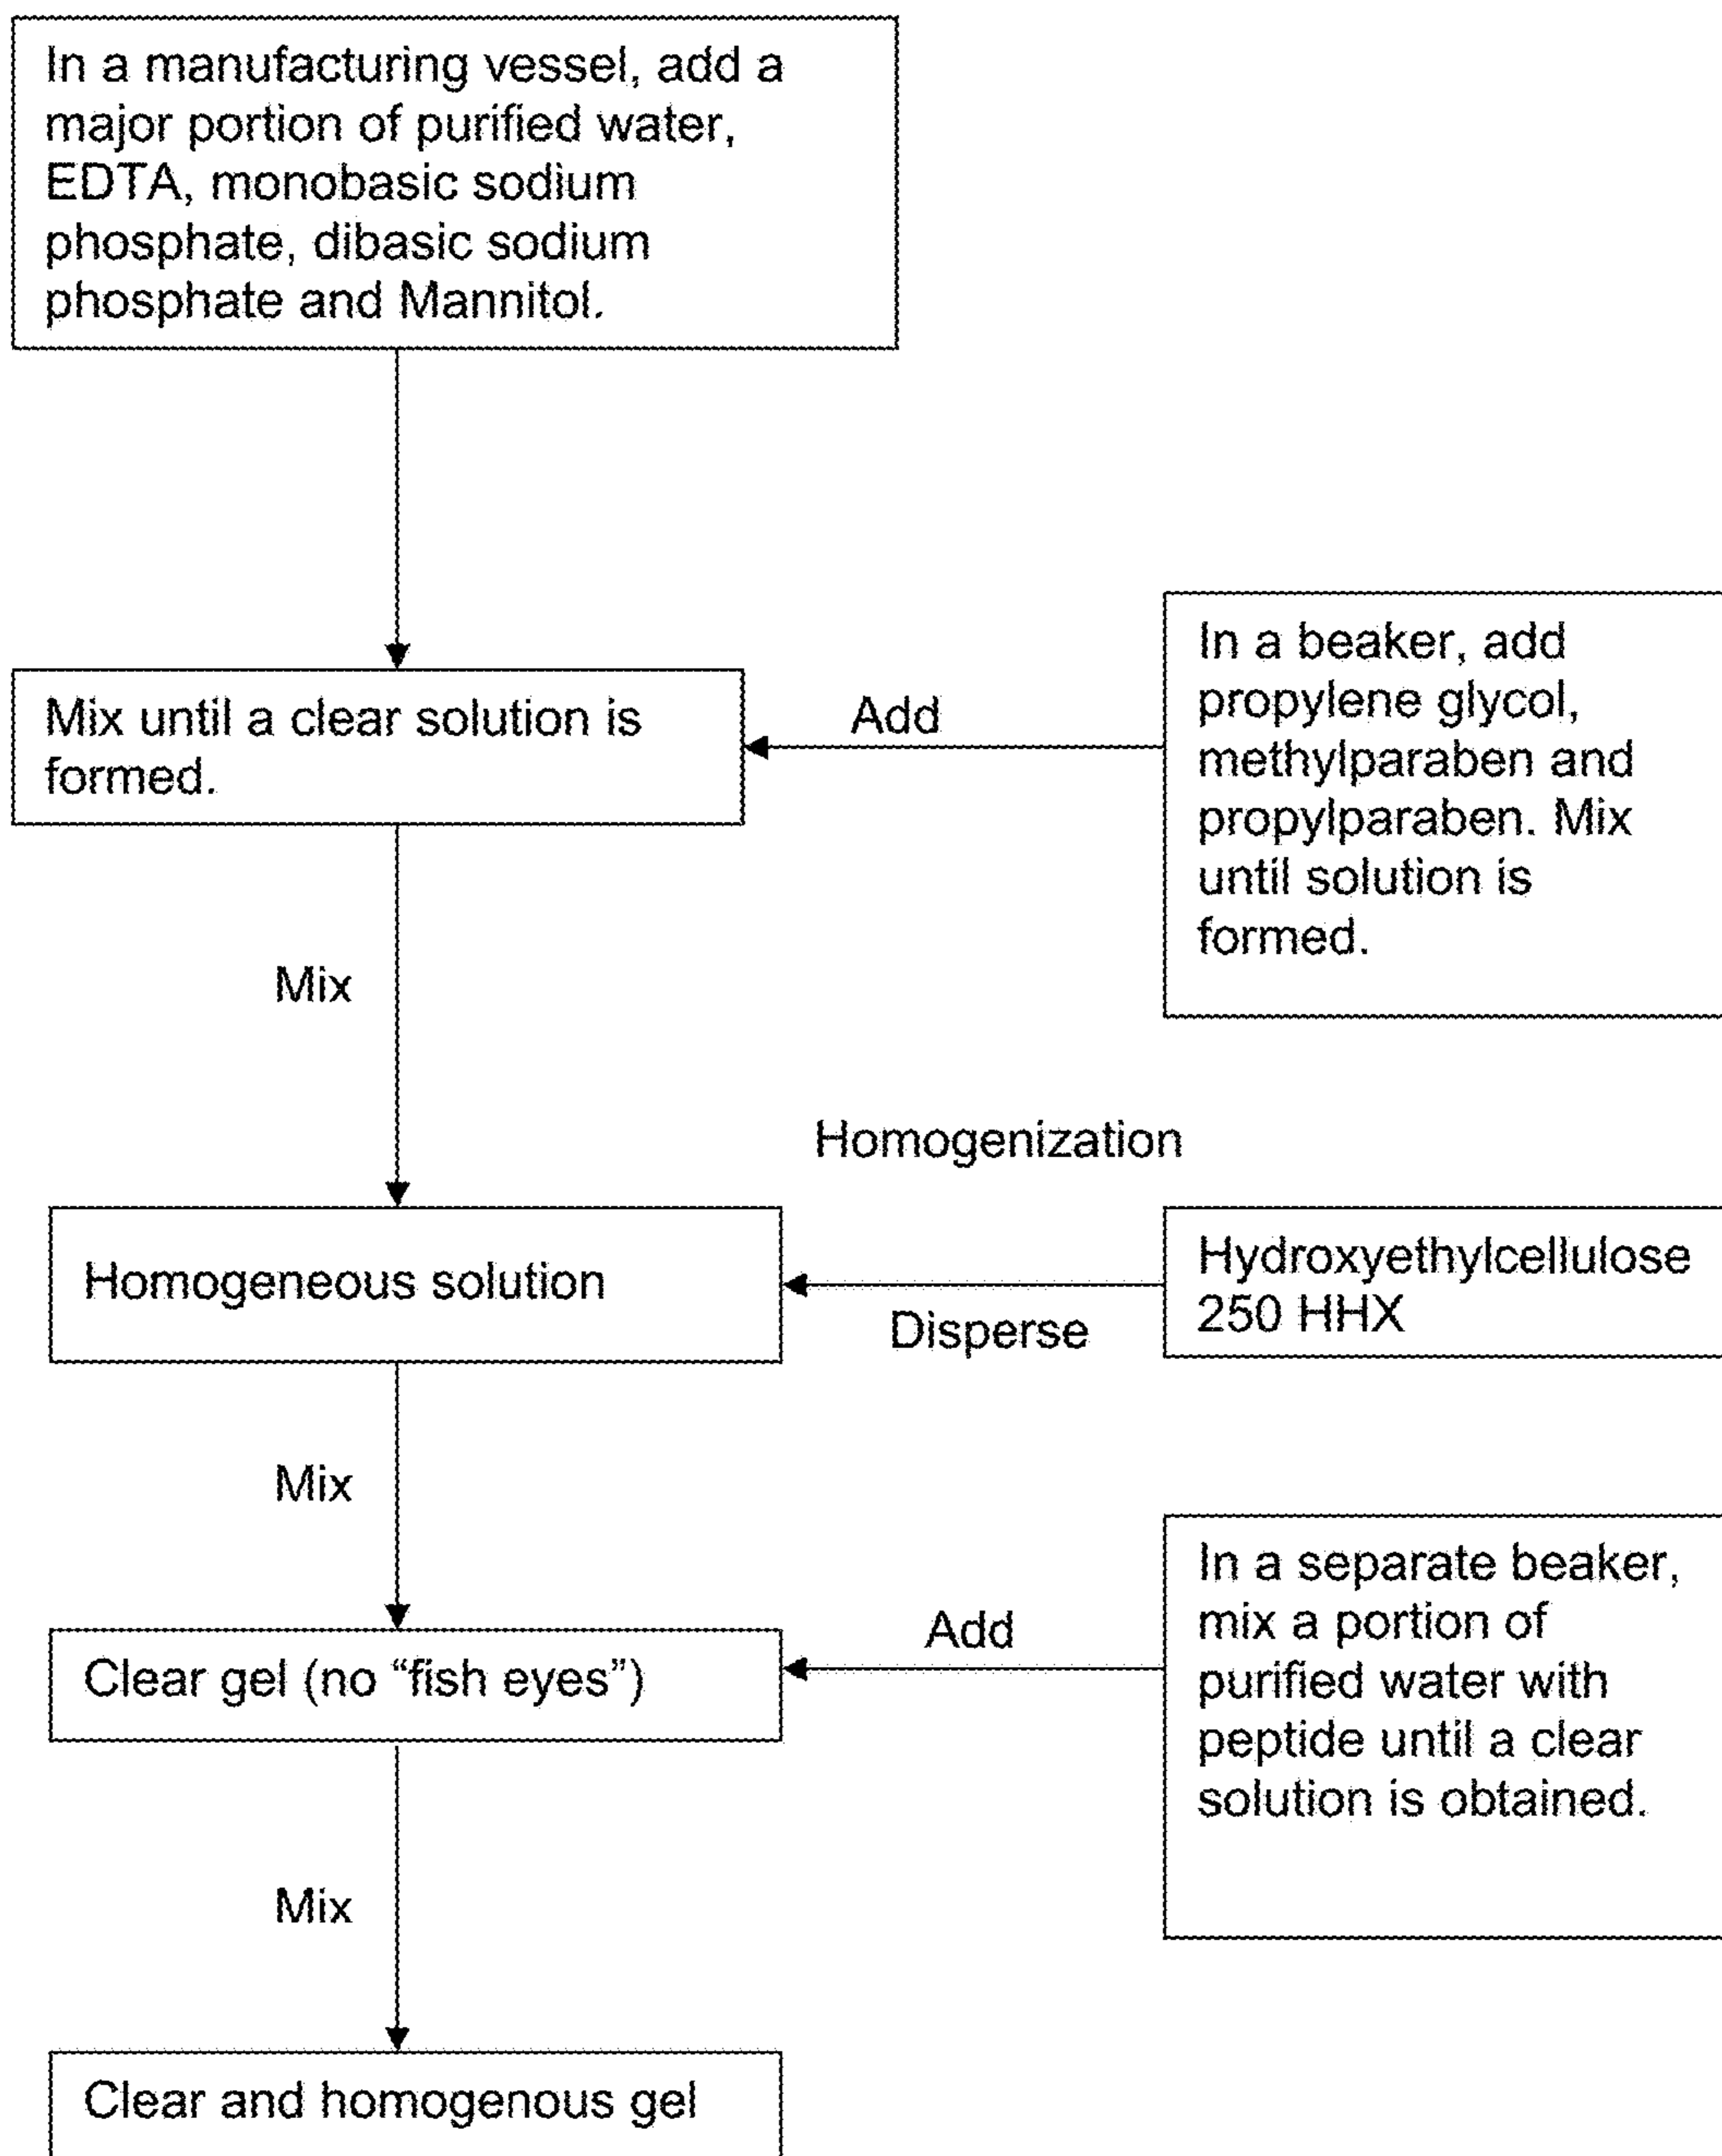 In a manufacturing vessel, add a
major portion of purified water,
EDTA, monobasic sodium
phosphate, dibasic sodium
phosphate and Mannitol.
Mix until a clear solution is
formed.
Add
In a beaker, add
propylene glycol,
methylparaben and
propylparaben. Mix
until solution is
formed.
Mix
Homogenization
Homogeneous solution
Disperse
Hydroxyethylcellulose
250 HHX
Mix
Clear gel (no “fish eyes”)
Add
In a separate beaker,
mix a portion of
purified water with
peptide until a clear
solution is obtained.
Mix
Clear and homogenous gel